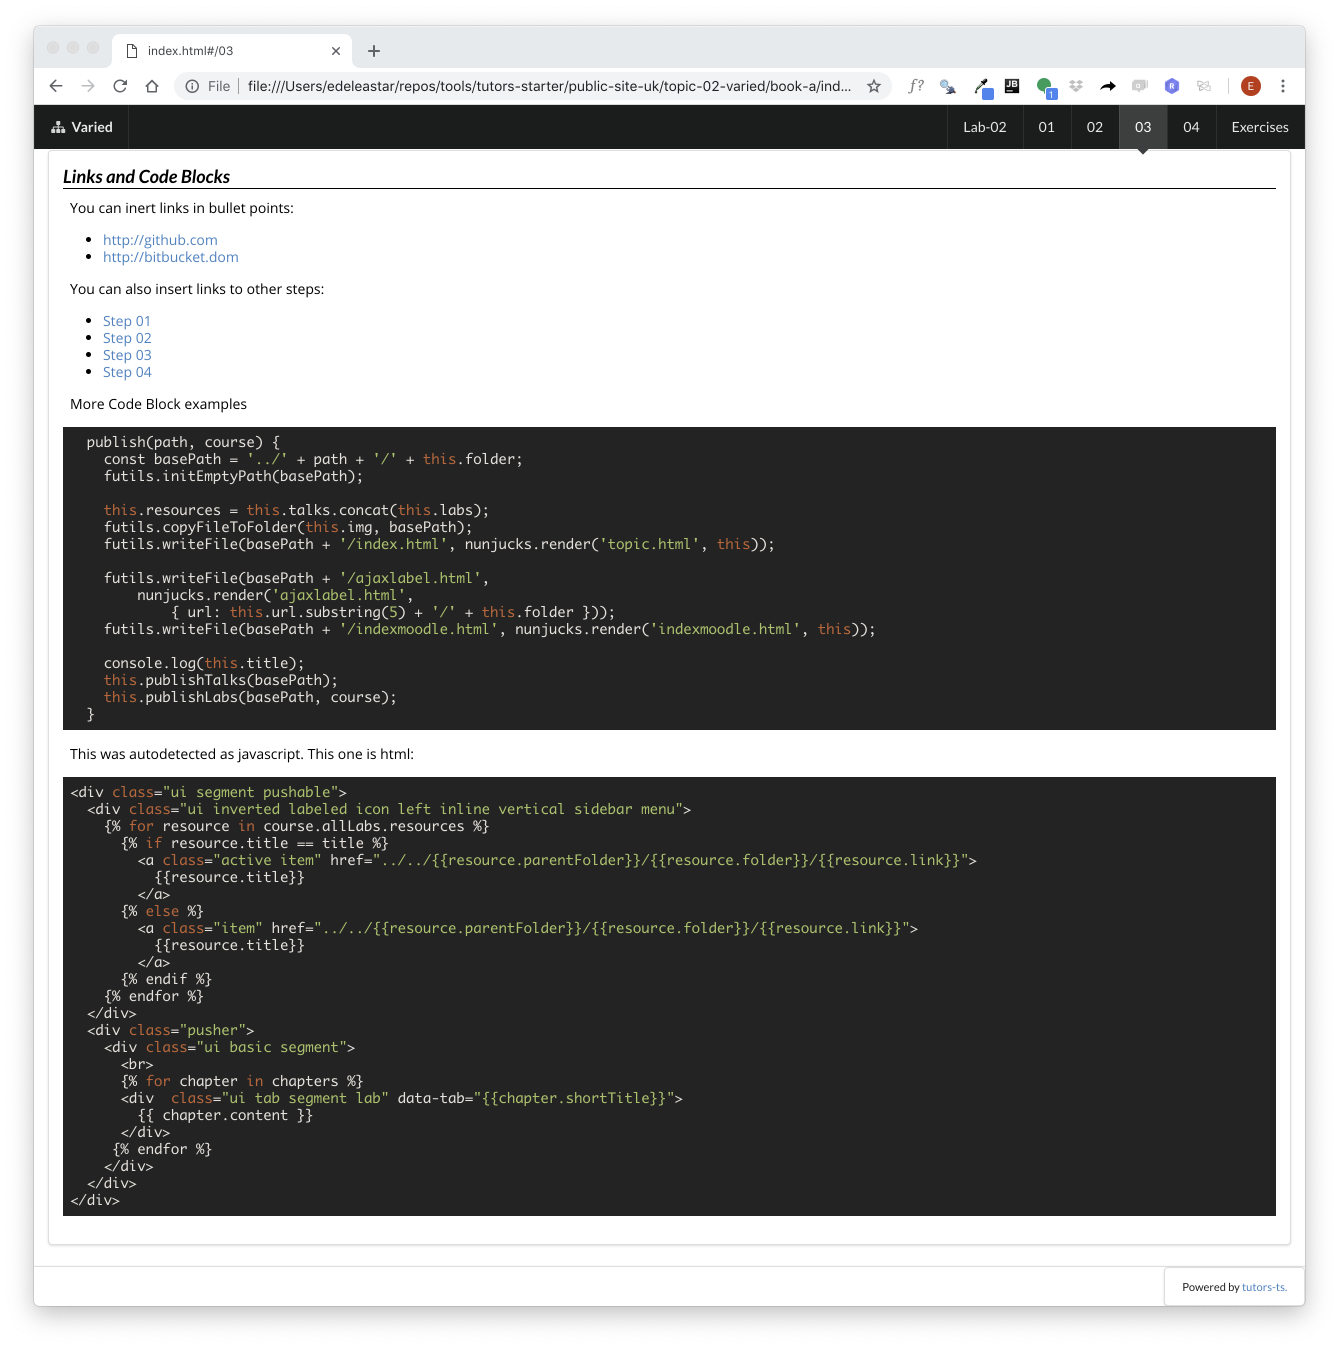 index.html#/03
File file:///Users/edeleastar/repos/tools/tutors-starter/public-site-uk/topic-02-varied/book-a/ind...
f?
JB
1
R
E
Varied
Lab-02 01 02 03 04 Exercises
Links and Code Blocks
You can inert links in bullet points:
http://github.com
http://bitbucket.dom
You can also insert links to other steps:
Step 01
Step 02
Step 03
Step 04
More Code Block examples
publish(path, course) {
const basePath = '../' + path + '/' + this.folder;
futils.initEmptyPath(basePath);
this.resources = this.talks.concat(this.labs);
futils.copyFileToFolder(this.img, basePath);
futils.writeFile(basePath + '/index.html', nunjucks.render('topic.html', this));
futils.writeFile(basePath + '/ajaxlabel.html',
nunjucks.render('ajaxlabel.html',
{ url: this.url.substring(5) + '/' + this.folder }));
futils.writeFile(basePath + '/indexmoodle.html', nunjucks.render('indexmoodle.html', this));
console.log(this.title);
this.publishTalks(basePath);
this.publishLabs(basePath, course);
}
This was autodetected as javascript. This one is html:
<div class="ui segment pushable">
<div class="ui inverted labeled icon left inline vertical sidebar menu">
{% for resource in course.allLabs.resources %}
{% if resource.title == title %}
<a class="active item" href="../../{{resource.parentFolder}}/{{resource.folder}}/{{resource.link}}">
{{resource.title}}
</a>
{% else %}
<a class="item" href="../../{{resource.parentFolder}}/{{resource.folder}}/{{resource.link}}">
{{resource.title}}
</a>
{% endif %}
{% endfor %}
</div>
<div class="pusher">
<div class="ui basic segment">
<br>
{% for chapter in chapters %}
<div  class="ui tab segment lab" data-tab="{{chapter.shortTitle}}">
{{ chapter.content }}
</div>
{% endfor %}
</div>
</div>
</div>
Powered by tutors-ts.